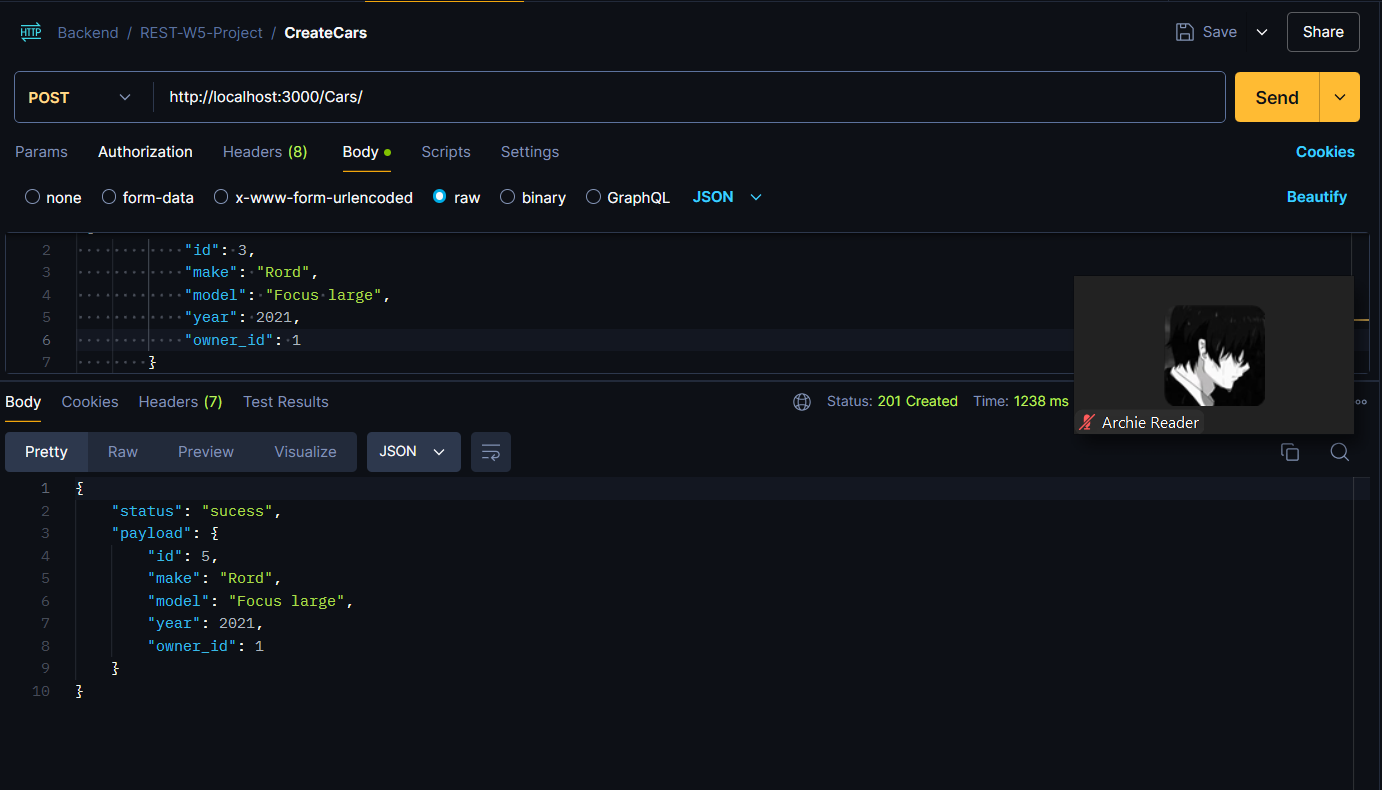 HTTP Backend / REST-W5-Project / CreateCars Save Share
POST http://localhost:3000/Cars/ Send
Params Authorization Headers (8) Body Scripts Settings Cookies
none form-data x-www-form-urlencoded raw binary GraphQL JSON Beautify
2 "id": 3,
3 "make": "Rord",
4 "model": "Focus large",
5 "year": 2021,
6 "owner_id": 1
7 }
Body Cookies Headers (7) Test Results Status: 201 Created Time: 1238 ms
Archie Reader
Pretty Raw Preview Visualize JSON
1 {
2 "status": "sucess",
3 "payload": {
4 "id": 5,
5 "make": "Rord",
6 "model": "Focus large",
7 "year": 2021,
8 "owner_id": 1
9 }
10 }